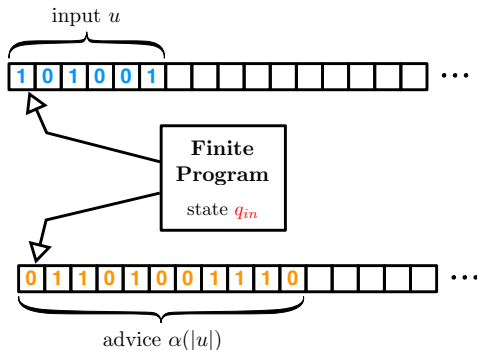 input u
1 0 1 0 0 1 ...
Finite
Program
state q_in
0 1 1 0 1 0 0 1 1 1 0 ...
advice α(|u|)